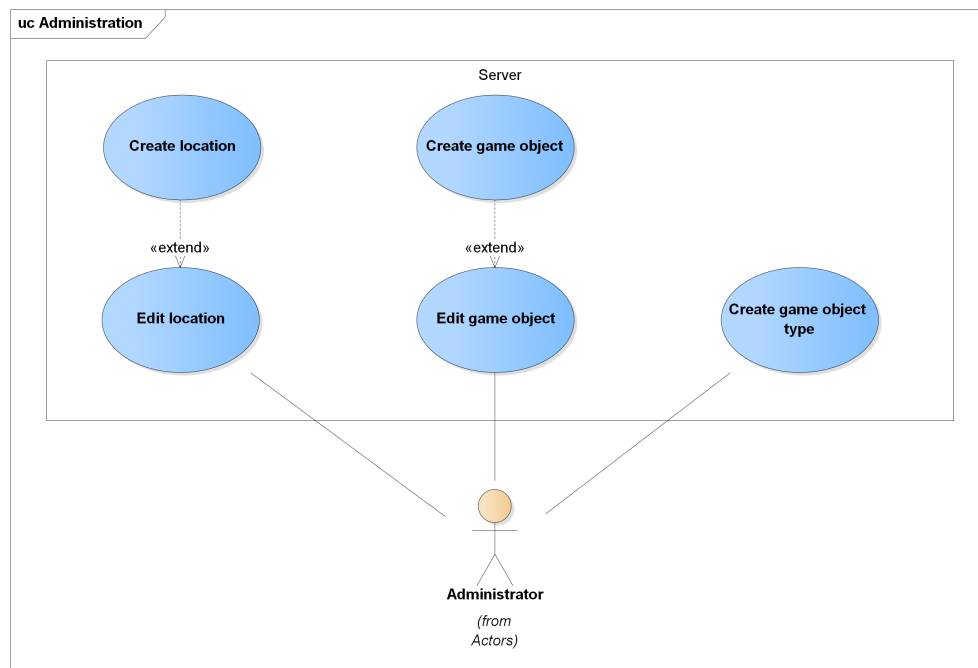 uc Administration
Server
Create location
Create game object
«extend»
«extend»
Edit location
Edit game object
Create game object
type
Administrator
(from
Actors)